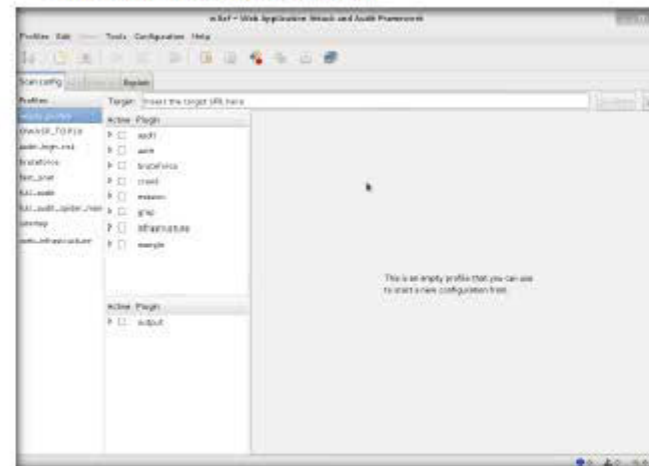 w3af - Web Application Attack and Audit Framework
Profiles Edit Tools Configuration Help
Scan config Exploit
Profiles
empty_profile
OWASP_TOP10
audit_high_risk
bruteforce
fast_scan
full_audit
full_audit_spider_man
sitemap
web_infrastructure
Target: Insert the target URL here
Active Plugin
audit
auth
bruteforce
crawl
evasion
grep
infrastructure
mangle
Active Plugin
output
This is an empty profile that you can use
to start a new configuration from.